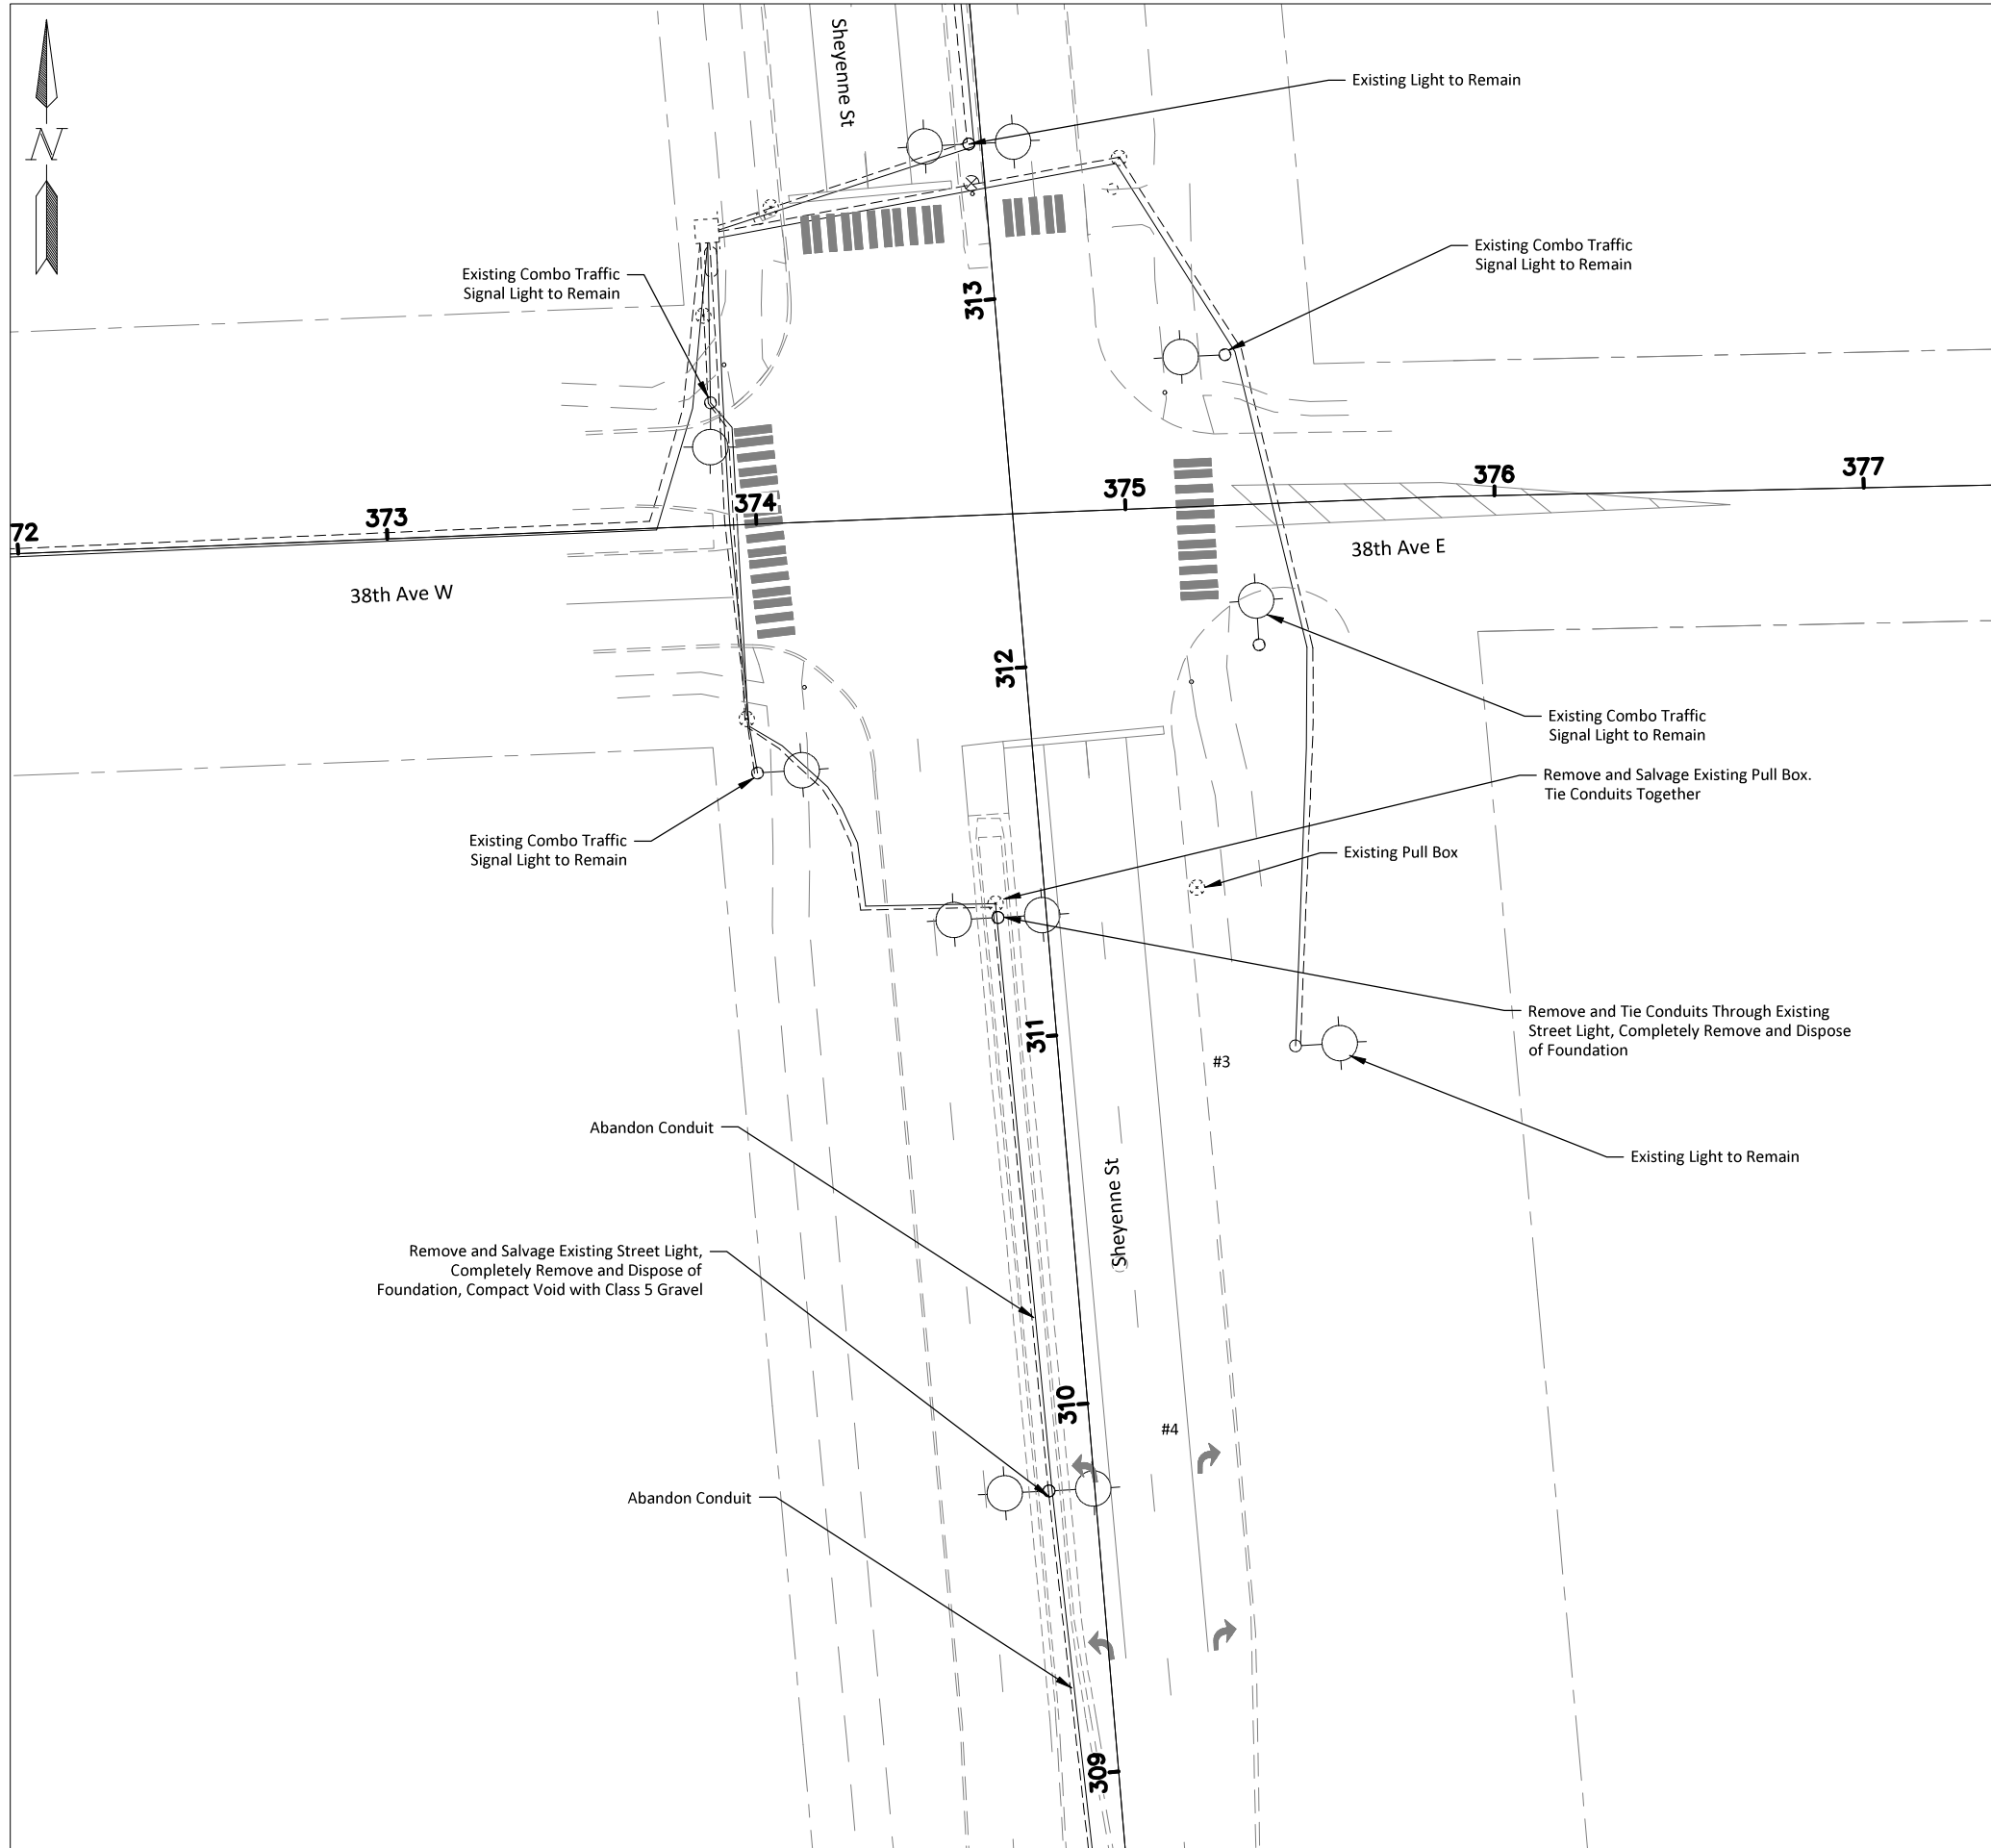 Sheyenne St
Existing Light to Remain
N
Existing Combo Traffic
Signal Light to Remain
Existing Combo Traffic
Signal Light to Remain
313
377
376
375
374
373
72
38th Ave E
38th Ave W
312
Existing Combo Traffic
Signal Light to Remain
Remove and Salvage Existing Pull Box.
Tie Conduits Together
Existing Combo Traffic
Signal Light to Remain
Existing Pull Box
311
Remove and Tie Conduits Through Existing
Street Light, Completely Remove and Dispose
of Foundation
#3
Abandon Conduit
Existing Light to Remain
Sheyenne St
Remove and Salvage Existing Street Light,
Completely Remove and Dispose of
Foundation, Compact Void with Class 5 Gravel
310
#4
Abandon Conduit
309